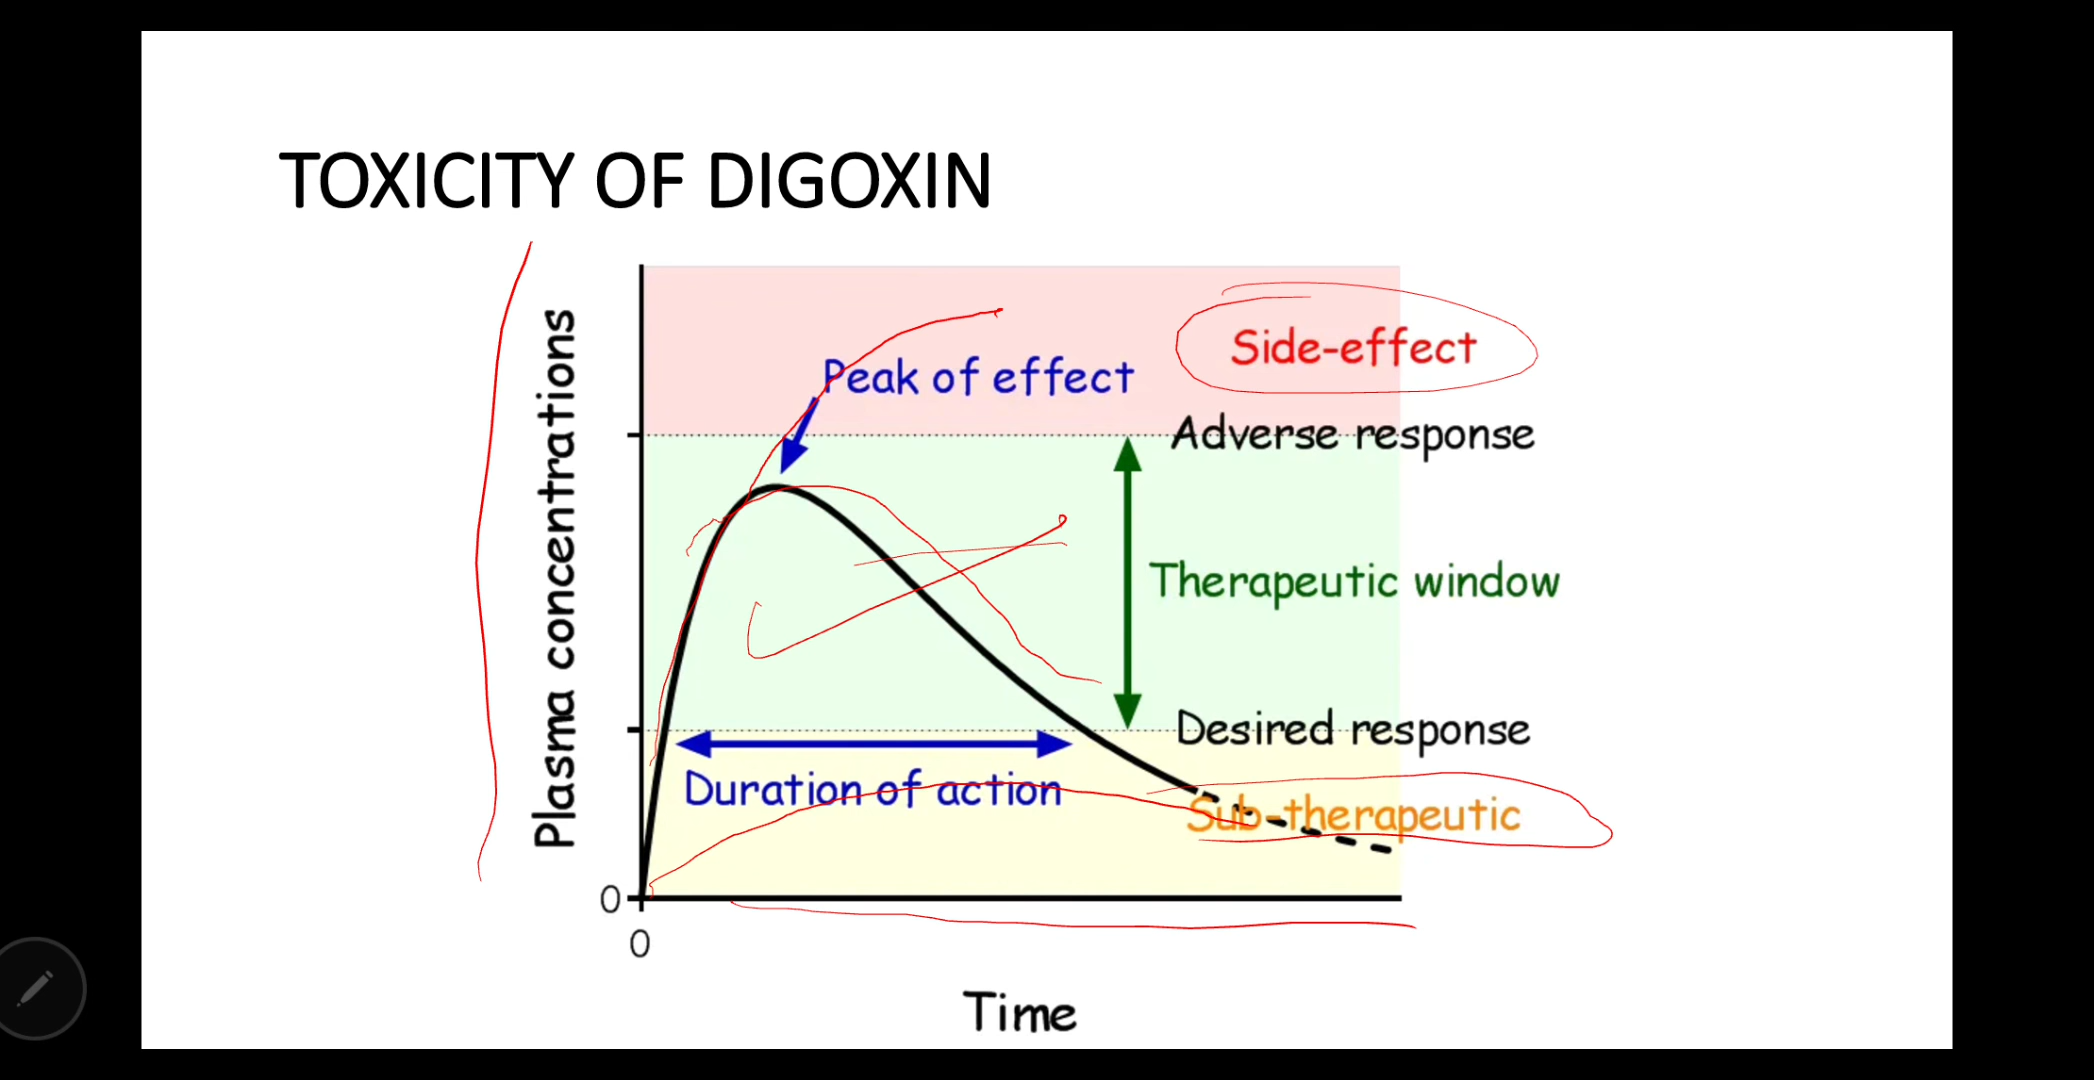 TOXICITY OF DIGOXIN
Plasma concentrations
Side-effect
Peak of effect
Adverse response
Therapeutic window
Desired response
Duration of action
Sub-therapeutic
0
0
Time